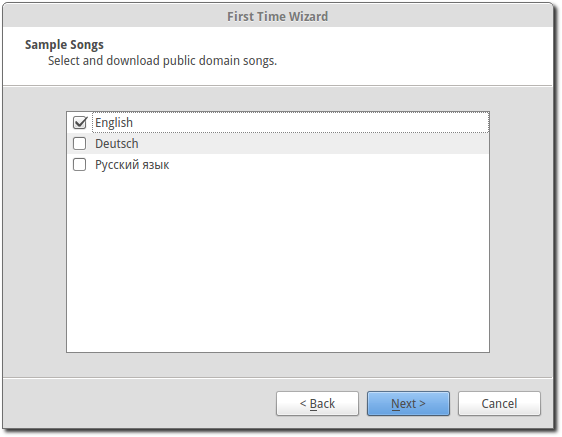 First Time Wizard
Sample Songs
Select and download public domain songs.
English
Deutsch
Русский язык
< Back
Next >
Cancel